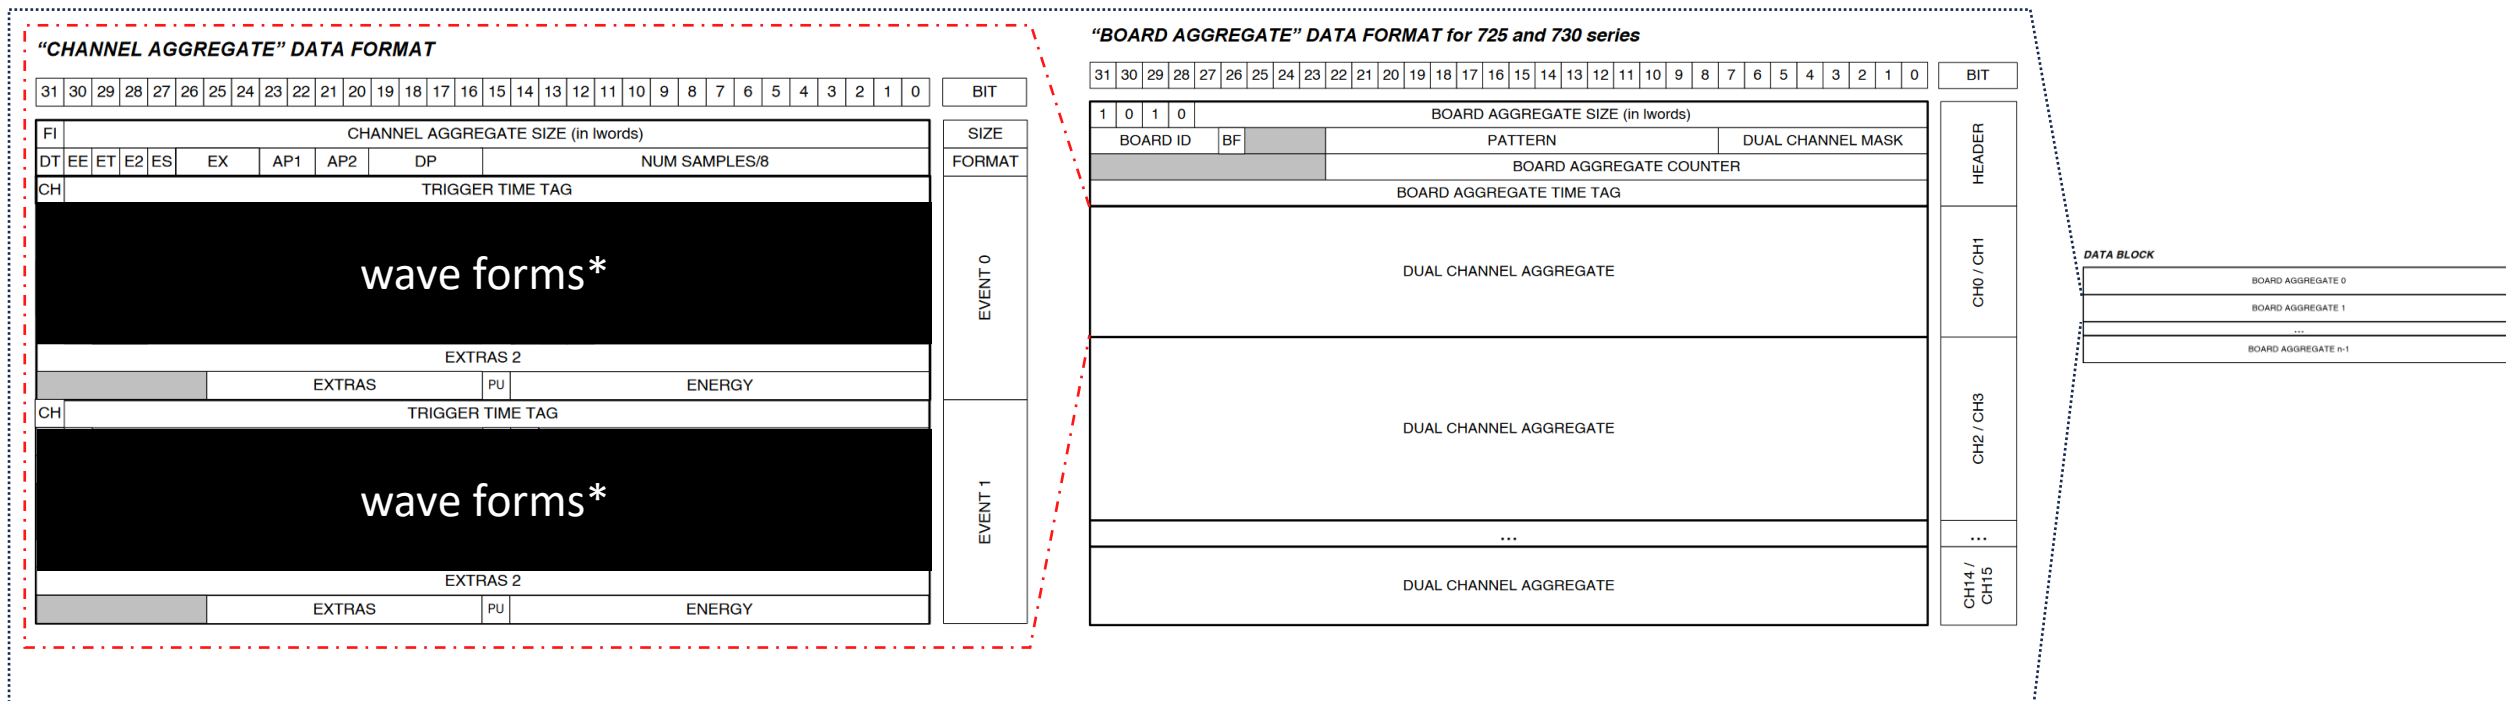 “CHANNEL AGGREGATE” DATA FORMAT
31 30 29 28 27 26 25 24 23 22 21 20 19 18 17 16 15 14 13 12 11 10 9 8 7 6 5 4 3 2 1 0 BIT
FI CHANNEL AGGREGATE SIZE (in lwords) SIZE
DT EE ET E2 ES EX AP1 AP2 DP NUM SAMPLES/8 FORMAT
CH TRIGGER TIME TAG
wave forms*
EXTRAS 2
EXTRAS PU ENERGY
EVENT 0
CH TRIGGER TIME TAG
wave forms*
EXTRAS 2
EXTRAS PU ENERGY
EVENT 1
“BOARD AGGREGATE” DATA FORMAT for 725 and 730 series
31 30 29 28 27 26 25 24 23 22 21 20 19 18 17 16 15 14 13 12 11 10 9 8 7 6 5 4 3 2 1 0 BIT
1 0 1 0 BOARD AGGREGATE SIZE (in lwords)
BOARD ID BF PATTERN DUAL CHANNEL MASK
BOARD AGGREGATE COUNTER
BOARD AGGREGATE TIME TAG
HEADER
DUAL CHANNEL AGGREGATE
CH0 / CH1
DUAL CHANNEL AGGREGATE
CH2 / CH3
... ...
DUAL CHANNEL AGGREGATE
CH14 /
CH15
DATA BLOCK
BOARD AGGREGATE 0
BOARD AGGREGATE 1
...
BOARD AGGREGATE n-1